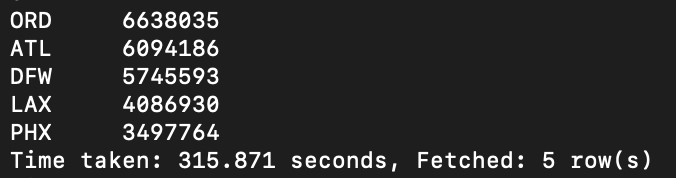 ORD     6638035
ATL     6094186
DFW     5745593
LAX     4086930
PHX     3497764
Time taken: 315.871 seconds, Fetched: 5 row(s)